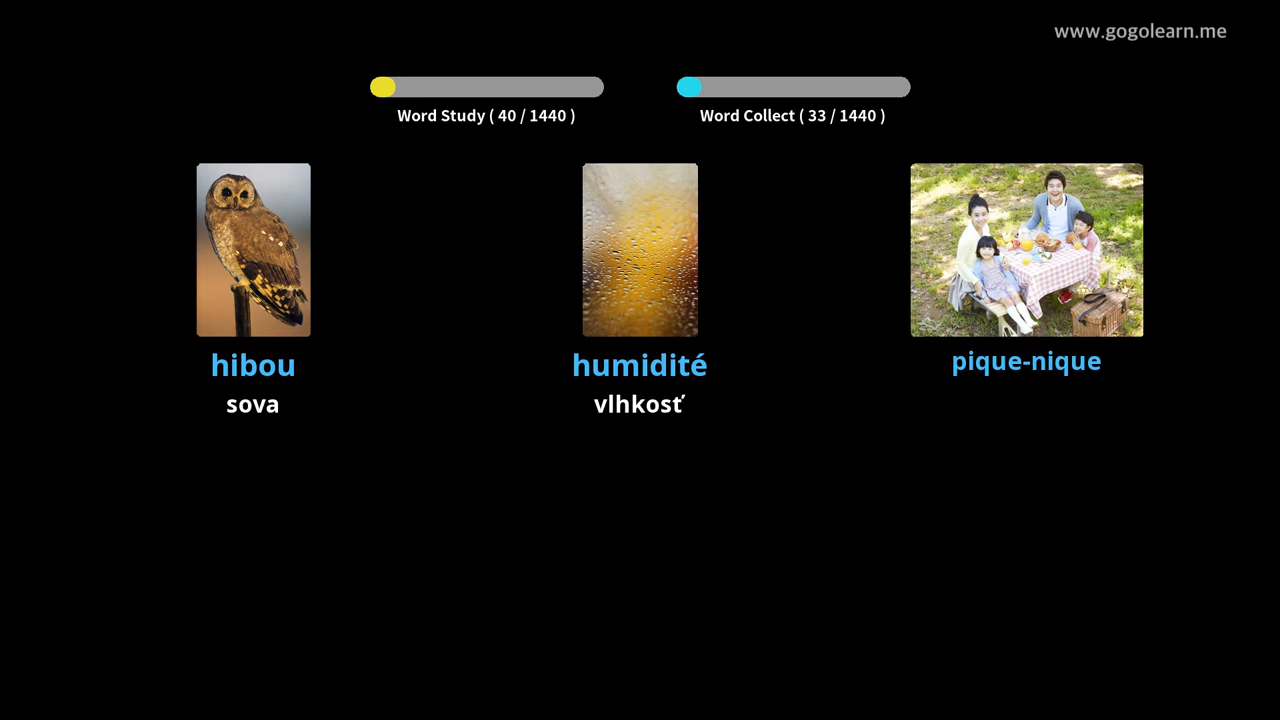 www.gogolearn.me
Word Study ( 40 / 1440 )
Word Collect ( 33 / 1440 )
hibou
humidité
pique-nique
sova
vlhkosť